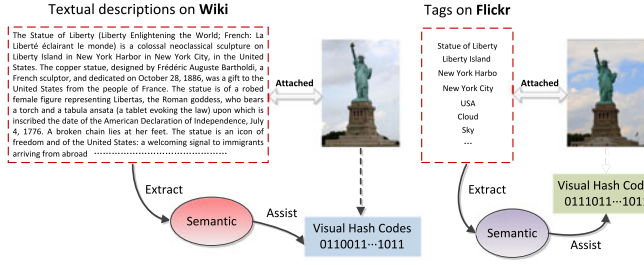 Textual descriptions on Wiki
The Statue of Liberty (Liberty Enlightening the World; French: La
Liberté éclairant le monde) is a colossal neoclassical sculpture on
Liberty Island in New York Harbor in New York City, in the United
States. The copper statue, designed by Frédéric Auguste Bartholdi, a
French sculptor, and dedicated on October 28, 1886, was a gift to the
United States from the people of France. The statue is of a robed
female figure representing Libertas, the Roman goddess, who bears
a torch and a tabula ansata (a tablet evoking the law) upon which is
inscribed the date of the American Declaration of Independence, July
4, 1776. A broken chain lies at her feet. The statue is an icon of
freedom and of the United States: a welcoming signal to immigrants
arriving from abroad ······································
Attached
Extract
Semantic
Assist
Visual Hash Codes
0110011···1011
Tags on Flickr
Statue of Liberty
Liberty Island
New York Harbo
New York City
USA
Cloud
Sky
···
Attached
Extract
Semantic
Assist
Visual Hash Cod
0111011···101